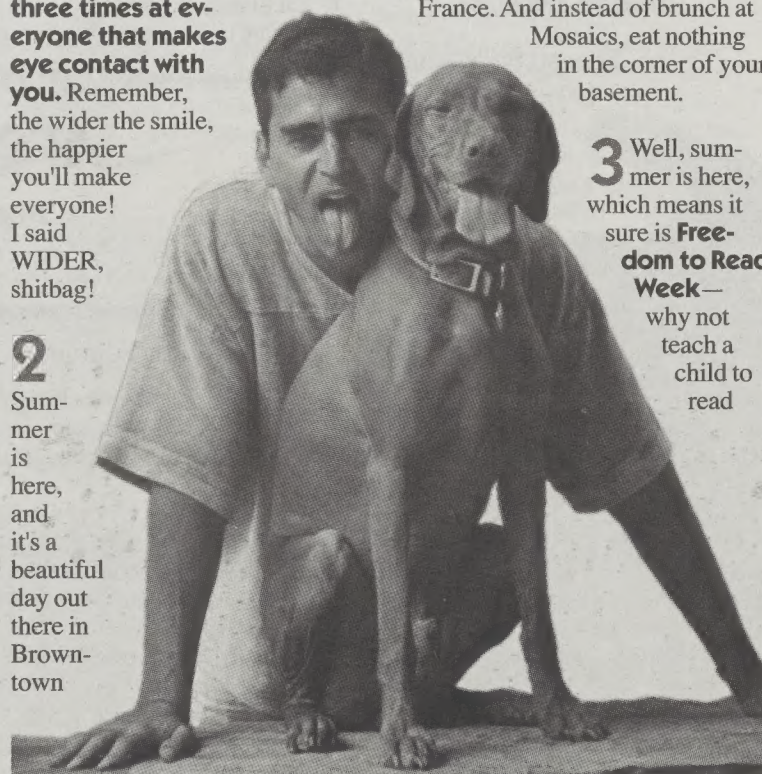 three times at ev-
eryone that makes
eye contact with
you. Remember,
the wider the smile,
the happier
you'll make
everyone!
I said
WIDER,
shitbag!
2
Sum-
mer
is
here,
and
it's a
beautiful
day out
there in
Brown-
town
France. And instead of brunch at
Mosaics, eat nothing
in the corner of your
basement.
3 Well, sum-
mer is here,
which means it
sure is Free-
dom to Read
Week—
why not
teach a
child to
read